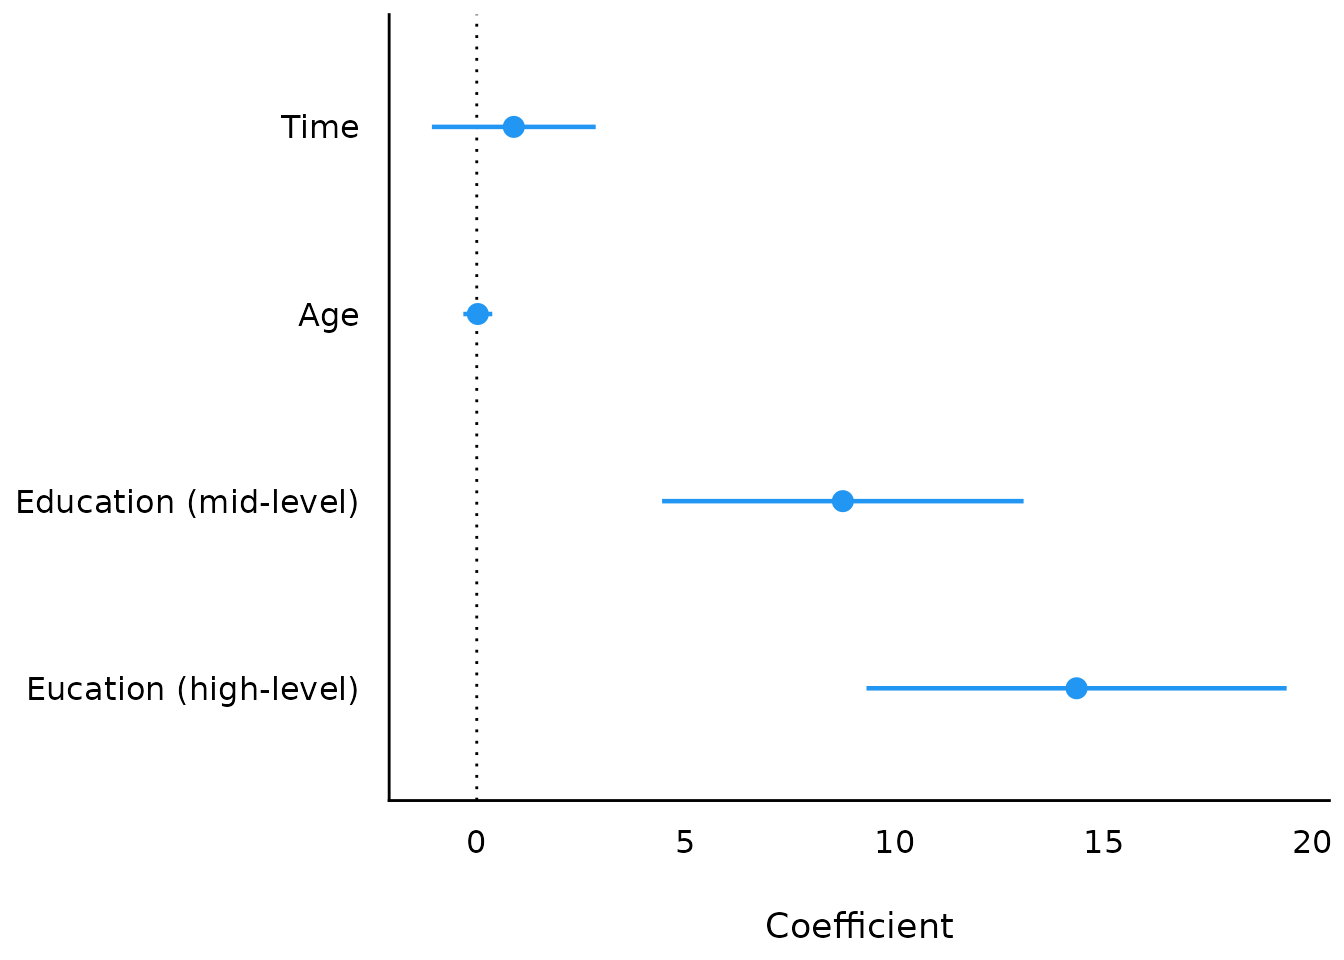 Time
Age
Education (mid-level)
Eucation (high-level)
0 5 10 15 20
Coefficient